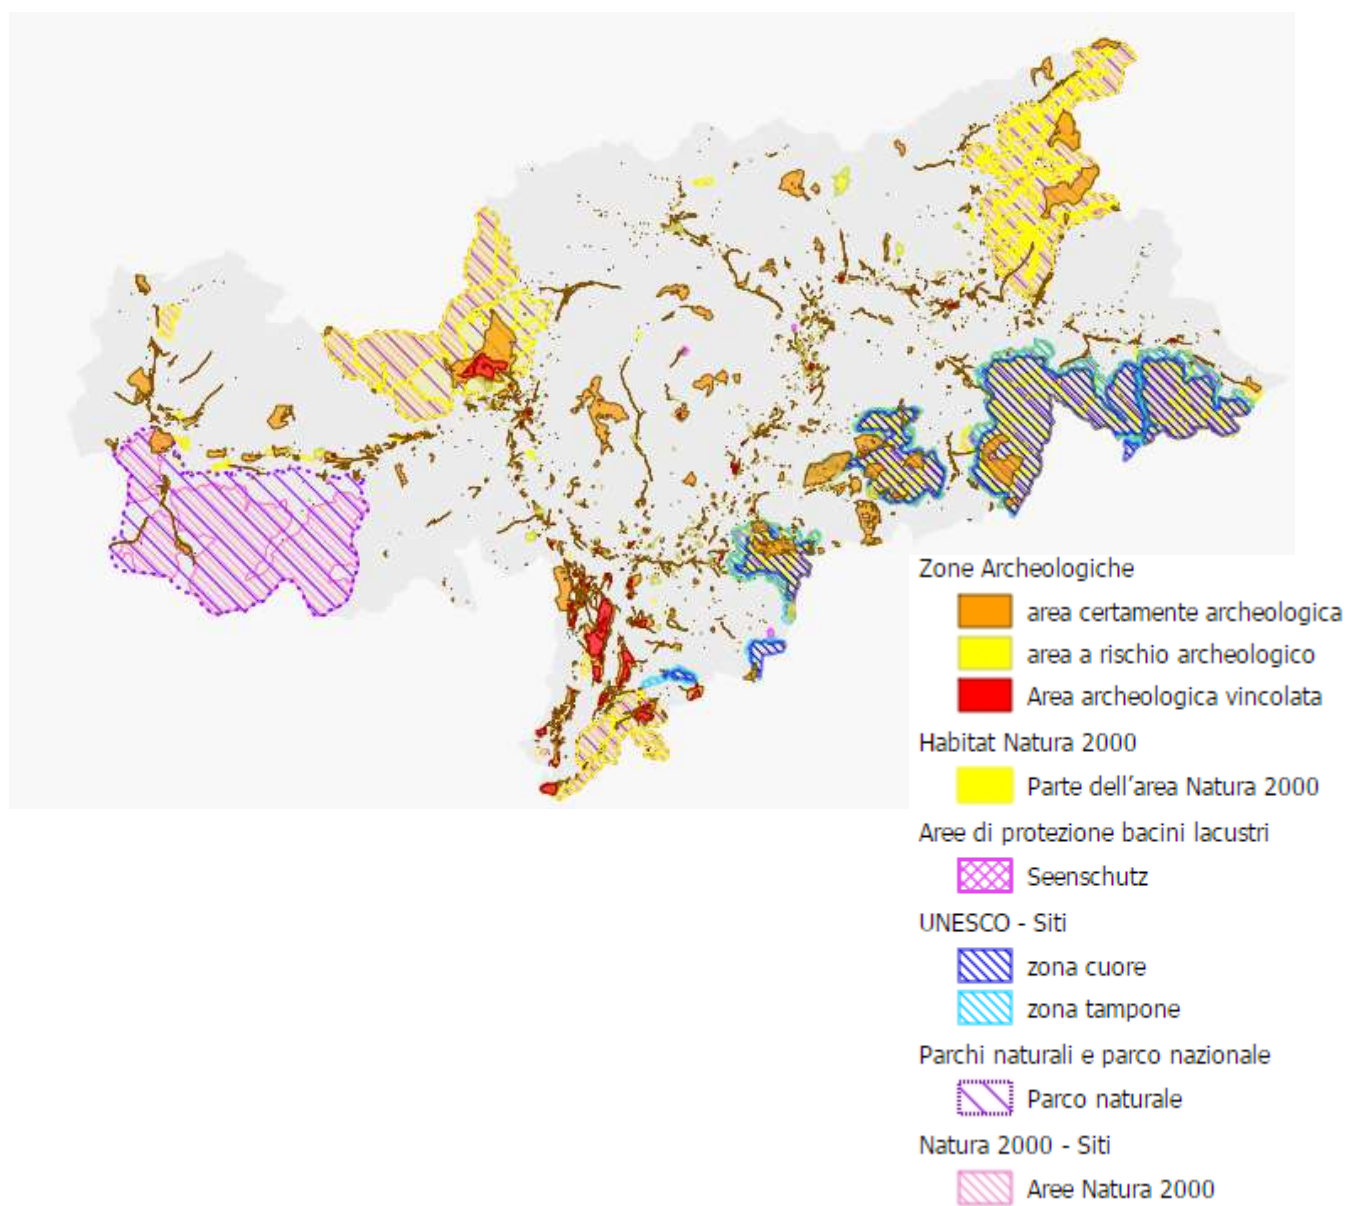 Zone Archeologiche
area certamente archeologica
area a rischio archeologico
Area archeologica vincolata
Habitat Natura 2000
Parte dell'area Natura 2000
Aree di protezione bacini lacustri
Seenschutz
UNESCO - Siti
zona cuore
zona tampone
Parchi naturali e parco nazionale
Parco naturale
Natura 2000 - Siti
Aree Natura 2000